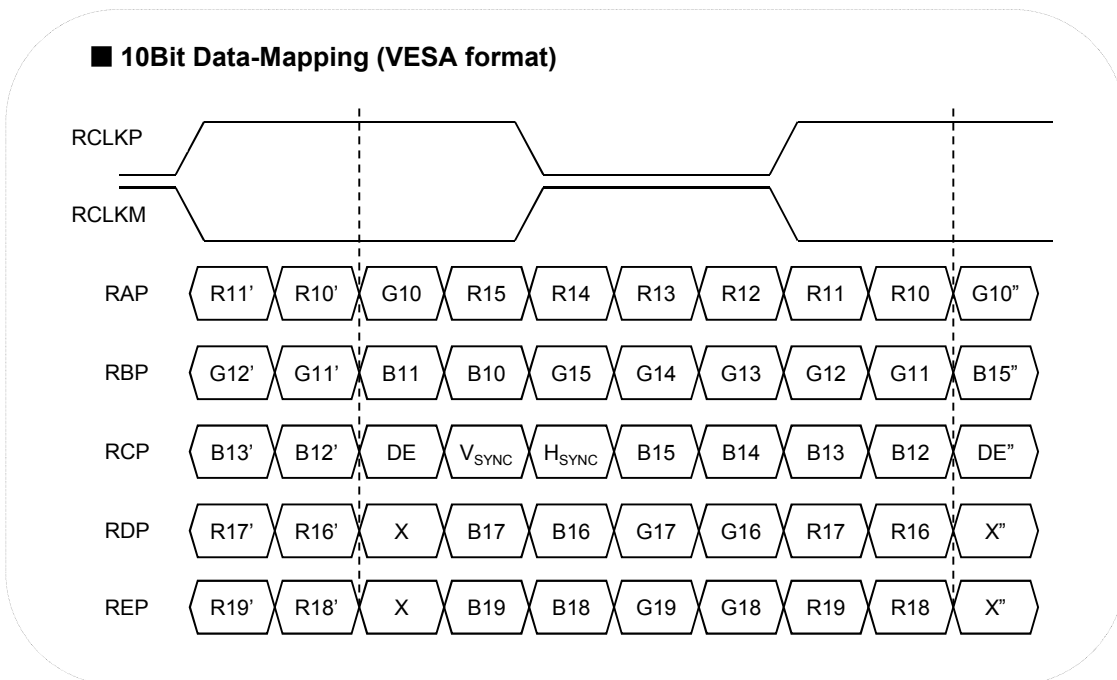 ■ 10Bit Data-Mapping (VESA format)
RCLKP
RCLKM
RAP R11’ R10’ G10 R15 R14 R13 R12 R11 R10 G10”
RBP G12’ G11’ B11 B10 G15 G14 G13 G12 G11 B15”
RCP B13’ B12’ DE VSYNC HSYNC B15 B14 B13 B12 DE”
RDP R17’ R16’ X B17 B16 G17 G16 R17 R16 X”
REP R19’ R18’ X B19 B18 G19 G18 R19 R18 X”